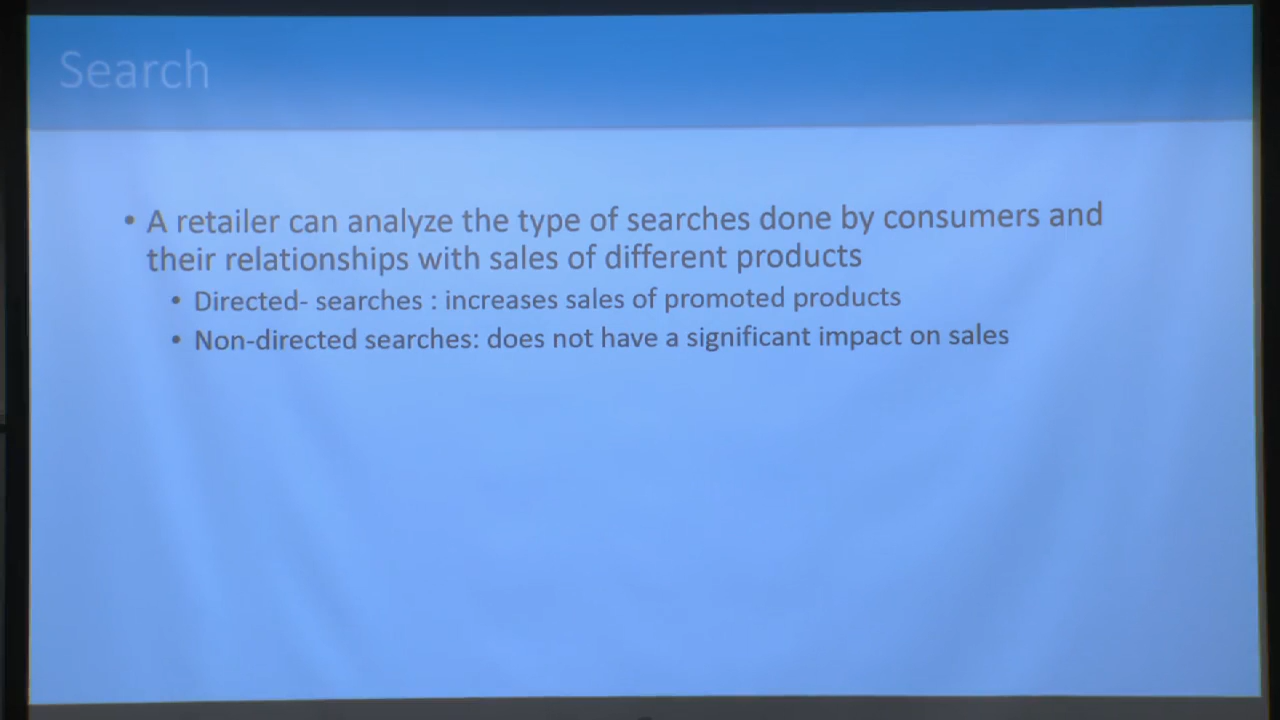 Search
• A retailer can analyze the type of searches done by consumers and
their relationships with sales of different products
• Directed- searches : increases sales of promoted products
• Non-directed searches: does not have a significant impact on sales